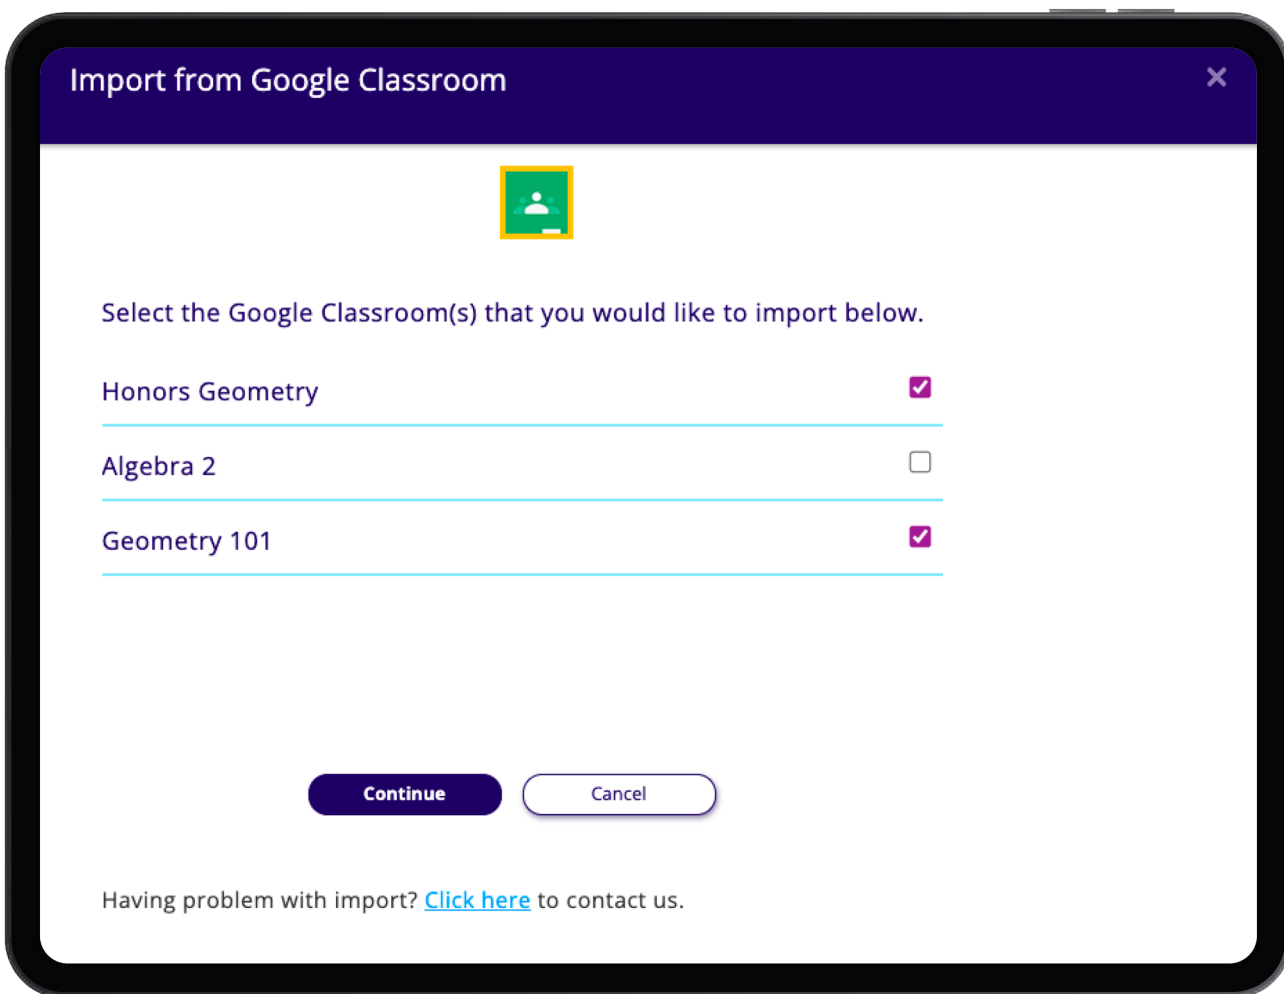 Import from Google Classroom
Select the Google Classroom(s) that you would like to import below.
Honors Geometry
Algebra 2
Geometry 101
Continue
Cancel
Having problem with import? Click here to contact us.